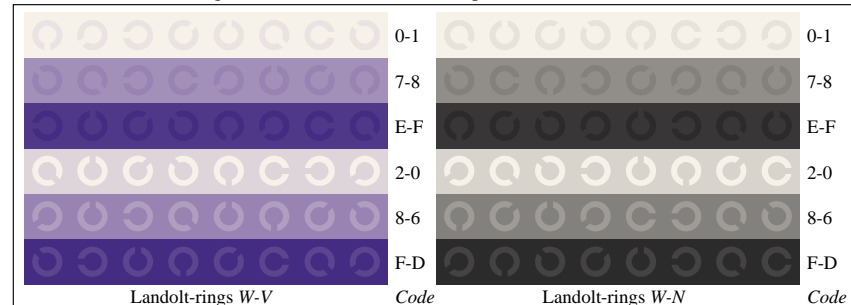 0-1 0-1
7-8 7-8
E-F E-F
2-0 2-0
8-6 8-6
F-D F-D
Landolt-rings W-V Code Landolt-rings W-N Code